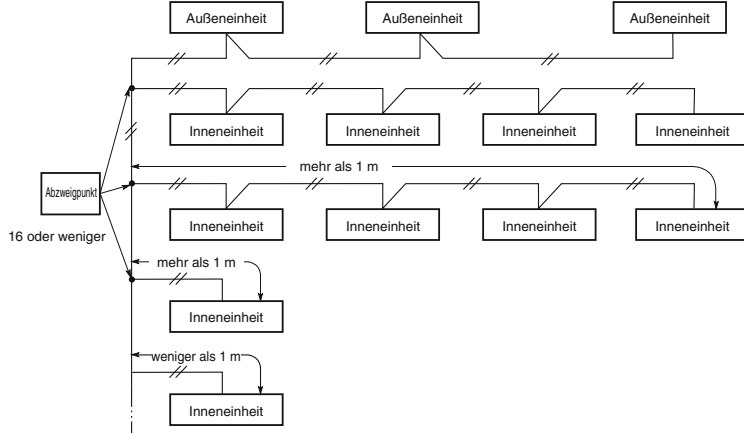 Außeneinheit Außeneinheit Außeneinheit
Inneneinheit Inneneinheit Inneneinheit Inneneinheit
mehr als 1 m
Abzweigpunkt
Inneneinheit Inneneinheit Inneneinheit Inneneinheit
16 oder weniger
mehr als 1 m
Inneneinheit
weniger als 1 m
Inneneinheit